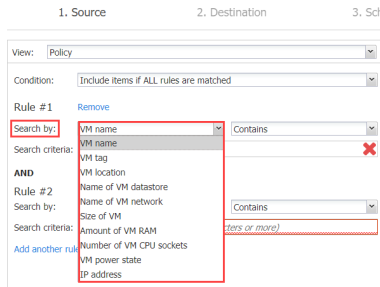 1. Source 2. Destination 3. Sch
View: Policy
Condition: Include items if ALL rules are matched
Rule #1 Remove
Search by: VM name Contains
Search criteria:
VM name
VM tag
VM location
Name of VM datastore
Name of VM network
Size of VM
Amount of VM RAM
Number of VM CPU sockets
VM power state
IP address
AND
Rule #2
Search by: Contains
Search criteria: cters or more)
Add another rule